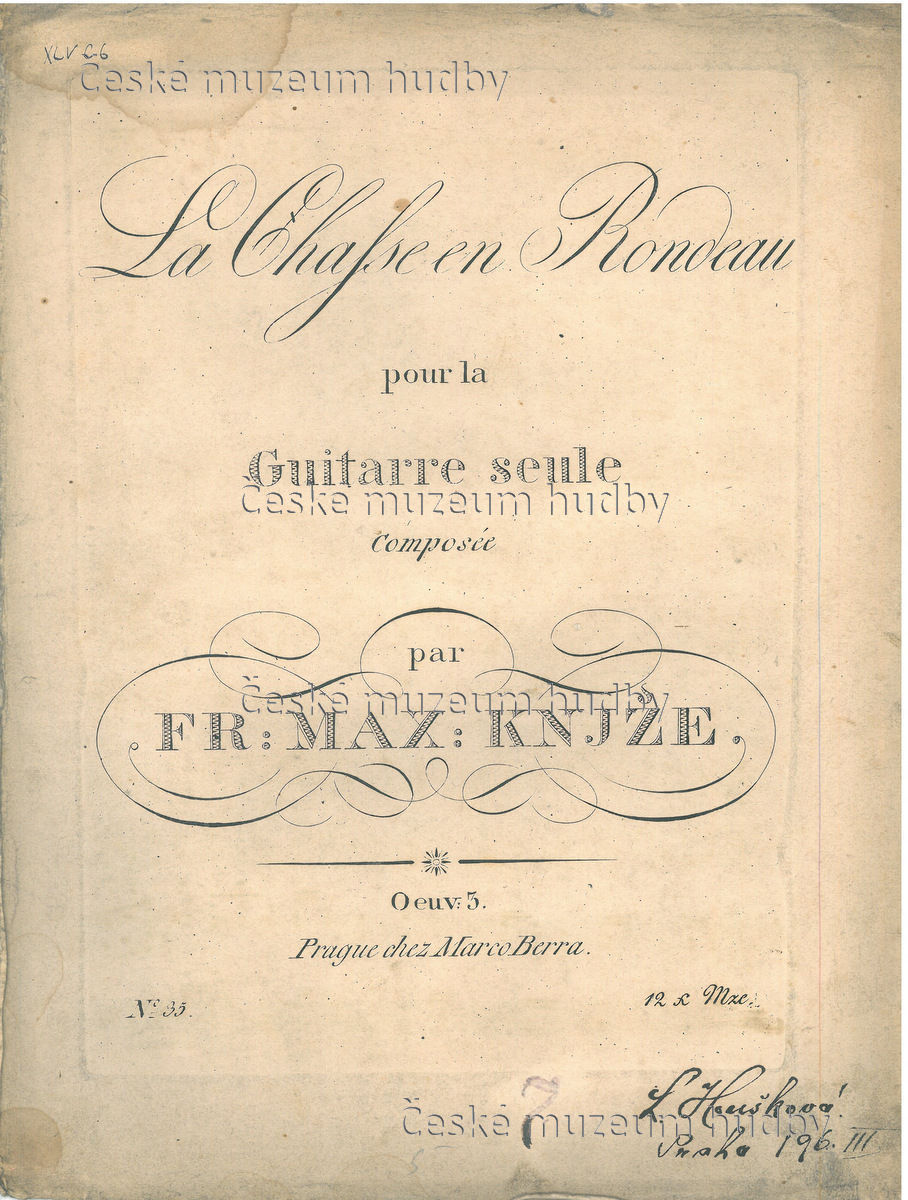 XLV C-6
České muzeum hudby
La Chasse en Rondeau
pour la
Guitarre seule
České muzeum hudby
Composée
par
České muzeum hudby
FR: MAX: KNJŽE.
Oeuv: 3.
Prague chez Marco Berra.
No 35.
12 x Mze.
L. Heušková
České muzeum hudby
Praha 196. III